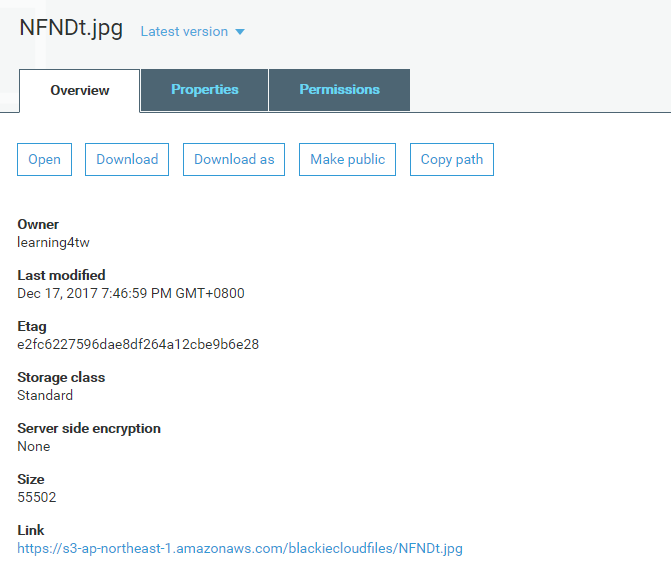 NFNDt.jpg Latest version
Overview Properties Permissions
Open Download Download as Make public Copy path
Owner
learning4tw
Last modified
Dec 17, 2017 7:46:59 PM GMT+0800
Etag
e2fc6227596dae8df264a12cbe9b6e28
Storage class
Standard
Server side encryption
None
Size
55502
Link
https://s3-ap-northeast-1.amazonaws.com/blackiecloudfiles/NFNDt.jpg